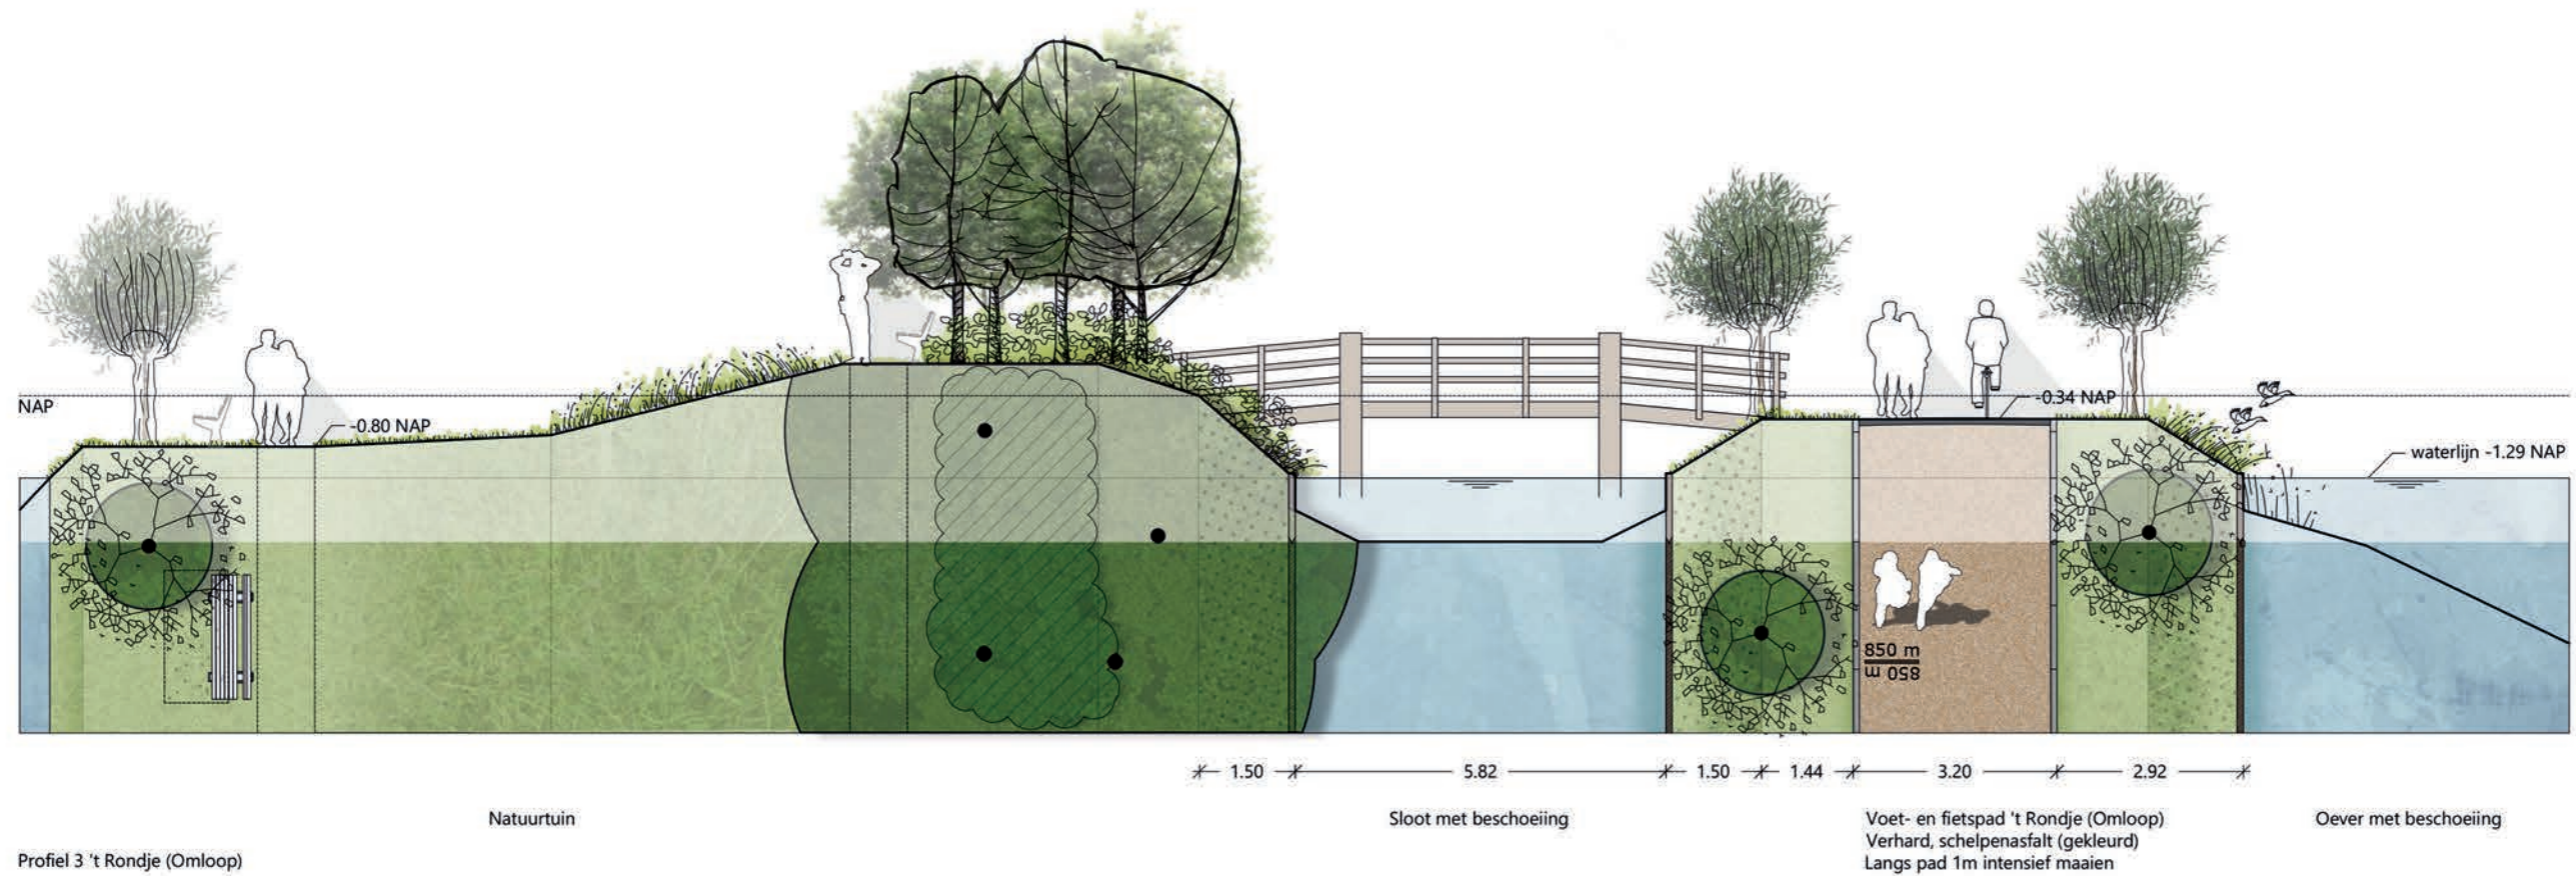 NAP
-0.80 NAP
-0.34 NAP
waterlijn -1.29 NAP
850 m
850 m
1.50
5.82
1.50
1.44
3.20
2.92
Natuurtuin
Sloot met beschoeiing
Voet- en fietspad 't Rondje (Omloop)
Verhard, schelpenasfalt (gekleurd)
Langs pad 1m intensief maaien
Oever met beschoeiing
Profiel 3 't Rondje (Omloop)